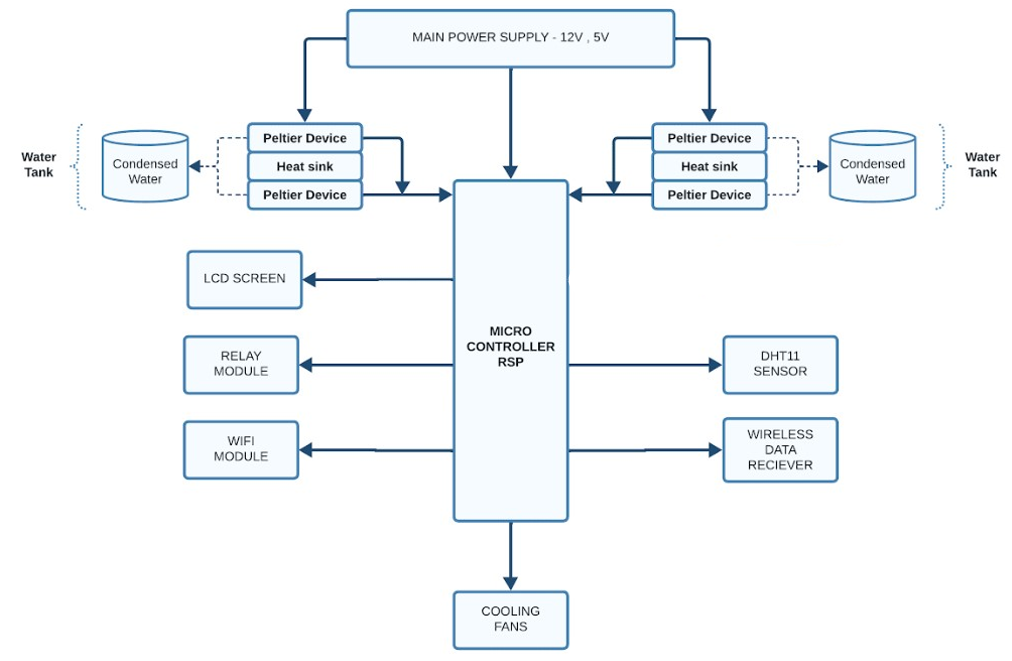 MAIN POWER SUPPLY - 12V , 5V
Water
Tank
Condensed
Water
Peltier Device
Heat sink
Peltier Device
Peltier Device
Heat sink
Peltier Device
Condensed
Water
Water
Tank
LCD SCREEN
MICRO
CONTROLLER
RSP
RELAY
MODULE
DHT11
SENSOR
WIFI
MODULE
WIRELESS
DATA
RECIEVER
COOLING
FANS